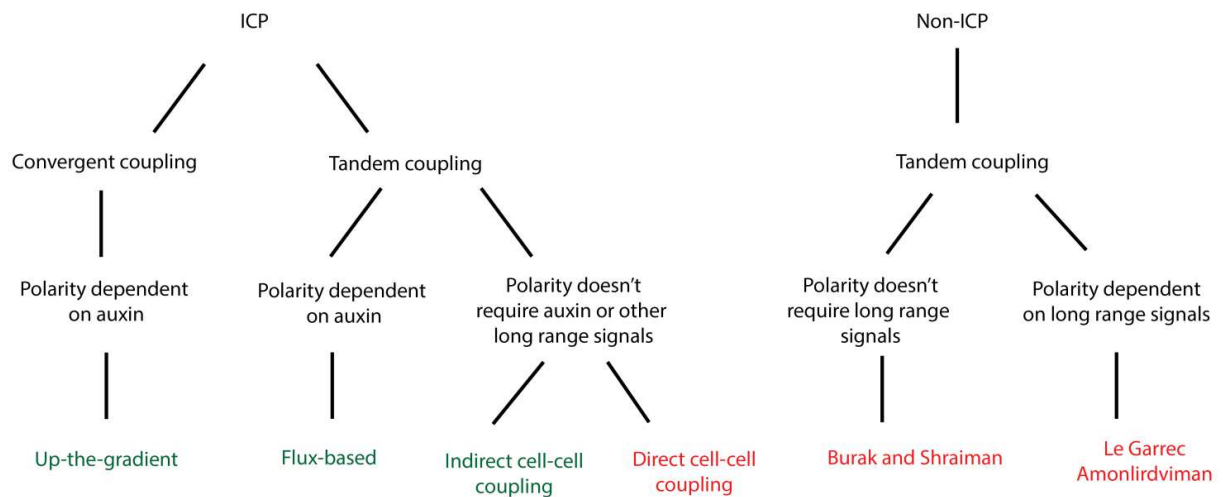 ICP
Non-ICP
Convergent coupling
Tandem coupling
Tandem coupling
Polarity dependent
on auxin
Polarity dependent
on auxin
Polarity doesn’t
require auxin or other
long range signals
Polarity doesn’t
require long range
signals
Polarity dependent
on long range signals
Up-the-gradient
Flux-based
Indirect cell-cell
coupling
Direct cell-cell
coupling
Burak and Shraiman
Le Garrec
Amonlirdviman